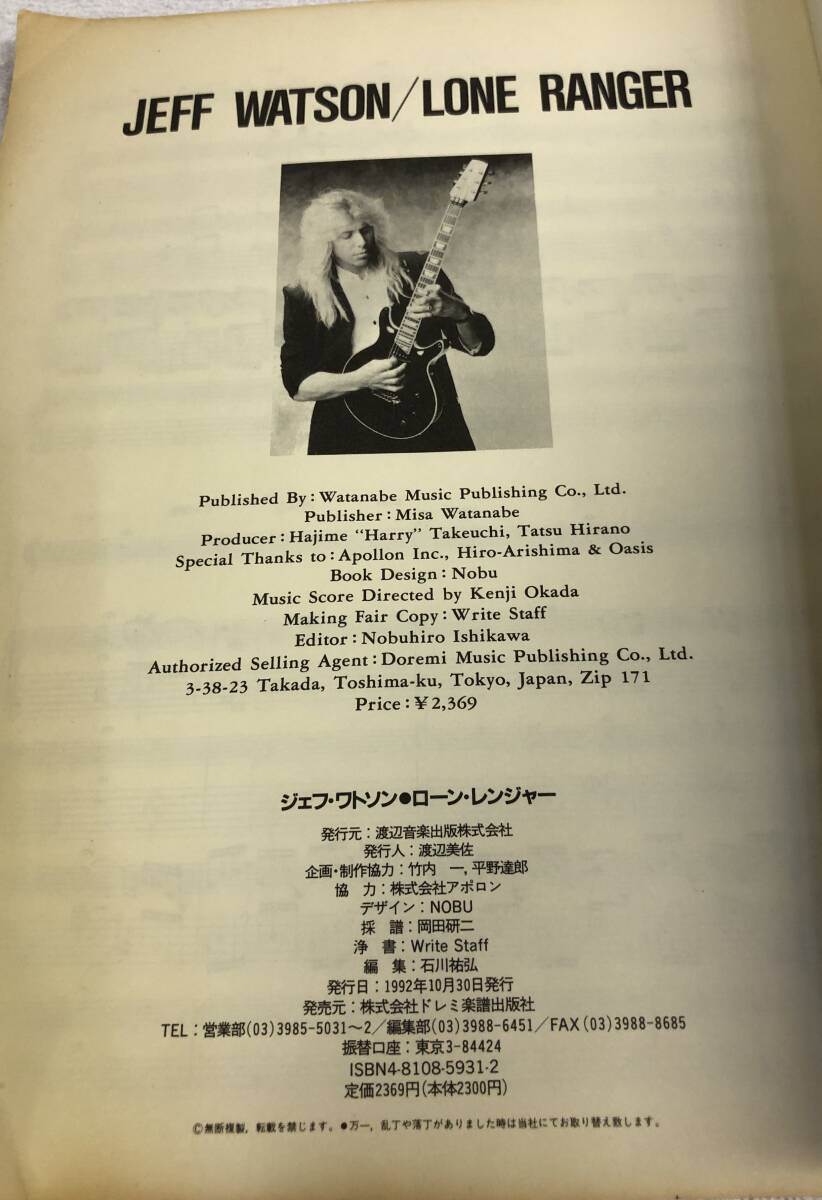 JEFF WATSON/LONE RANGER
Published By:Watanabe Music Publishing Co., Ltd.
Publisher:Misa Watanabe
Producer:Hajime “Harry” Takeuchi, Tatsu Hirano
Special Thanks to:Apollon Inc., Hiro-Arishima & Oasis
Book Design:Nobu
Music Score Directed by Kenji Okada
Making Fair Copy:Write Staff
Editor:Nobuhiro Ishikawa
Authorized Selling Agent:Doremi Music Publishing Co., Ltd.
3-38-23 Takada, Toshima-ku, Tokyo, Japan, Zip 171
Price:¥2,369
ジェフ・ワトソン●ローン・レンジャー
発行元：渡辺音楽出版株式会社
発行人：渡辺美佐
企画・制作協力：竹内　一，平野達郎
協　力：株式会社アポロン
デザイン：NOBU
採　譜：岡田研二
浄　書：Write Staff
編　集：石川祐弘
発行日：1992年10月30日発行
発売元：株式会社ドレミ楽譜出版社
TEL：営業部(03)3985-5031〜2／編集部(03)3988-6451／FAX(03)3988-8685
振替口座：東京3-84424
ISBN4-8108-5931-2
定価2369円(本体2300円)
©無断複製，転載を禁じます。●万一，乱丁や落丁がありました時は当社にてお取り替え致します。